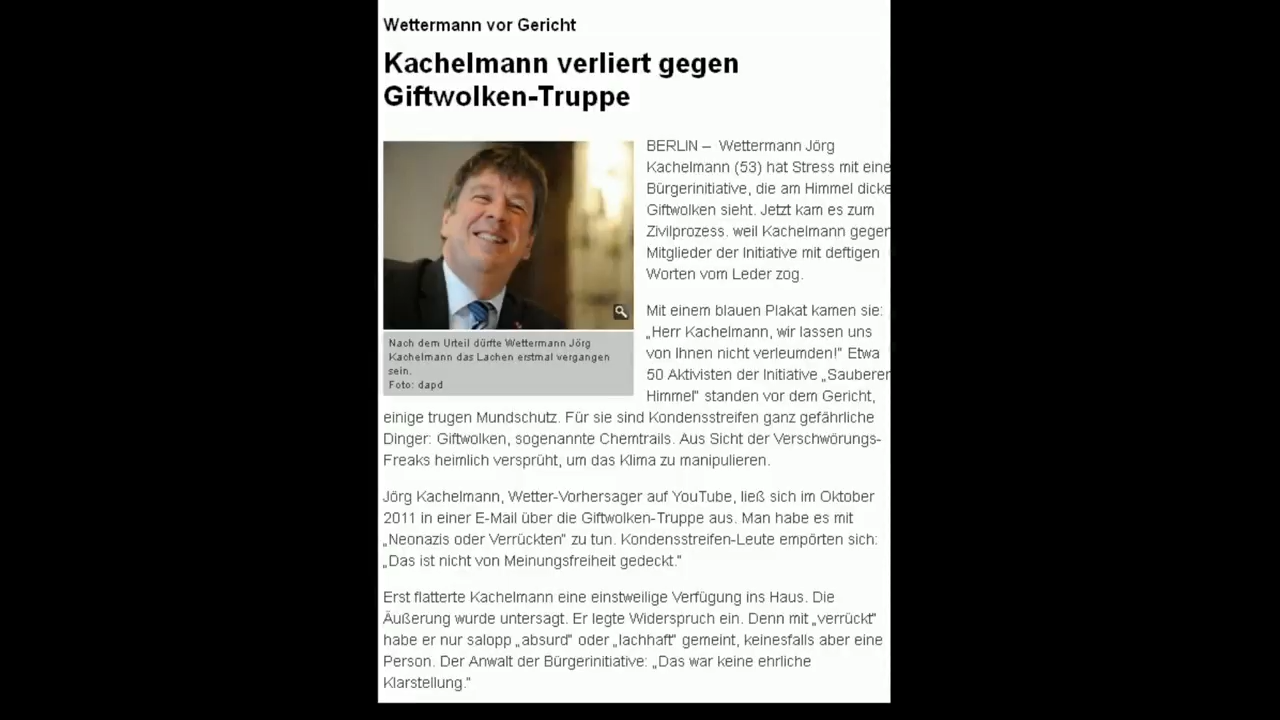 Wettermann vor Gericht
Kachelmann verliert gegen
Giftwolken-Truppe
Nach dem Urteil dürfte Wettermann Jörg
Kachelmann das Lachen erstmal vergangen
sein.
Foto: dapd
BERLIN – Wettermann Jörg
Kachelmann (53) hat Stress mit eine
Bürgerinitiative, die am Himmel dicke
Giftwolken sieht. Jetzt kam es zum
Zivilprozess. weil Kachelmann gegen
Mitglieder der Initiative mit deftigen
Worten vom Leder zog.
Mit einem blauen Plakat kamen sie:
„Herr Kachelmann, wir lassen uns
von Ihnen nicht verleumden!“ Etwa
50 Aktivisten der Initiative „Sauberer
Himmel“ standen vor dem Gericht,
einige trugen Mundschutz. Für sie sind Kondensstreifen ganz gefährliche
Dinger: Giftwolken, sogenannte Chemtrails. Aus Sicht der Verschwörungs-
Freaks heimlich versprüht, um das Klima zu manipulieren.
Jörg Kachelmann, Wetter-Vorhersager auf YouTube, ließ sich im Oktober
2011 in einer E-Mail über die Giftwolken-Truppe aus. Man habe es mit
„Neonazis oder Verrückten“ zu tun. Kondensstreifen-Leute empörten sich:
„Das ist nicht von Meinungsfreiheit gedeckt.“
Erst flatterte Kachelmann eine einstweilige Verfügung ins Haus. Die
Äußerung wurde untersagt. Er legte Widerspruch ein. Denn mit „verrückt“
habe er nur salopp „absurd“ oder „lachhaft“ gemeint, keinesfalls aber eine
Person. Der Anwalt der Bürgerinitiative: „Das war keine ehrliche
Klarstellung.“